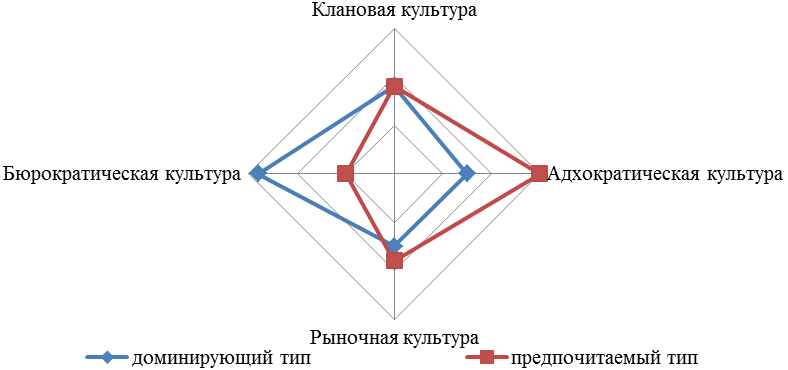 Клановая культура
Бюрократическая культура
Адхократическая культура
Рыночная культура
доминирующий тип
предпочитаемый тип